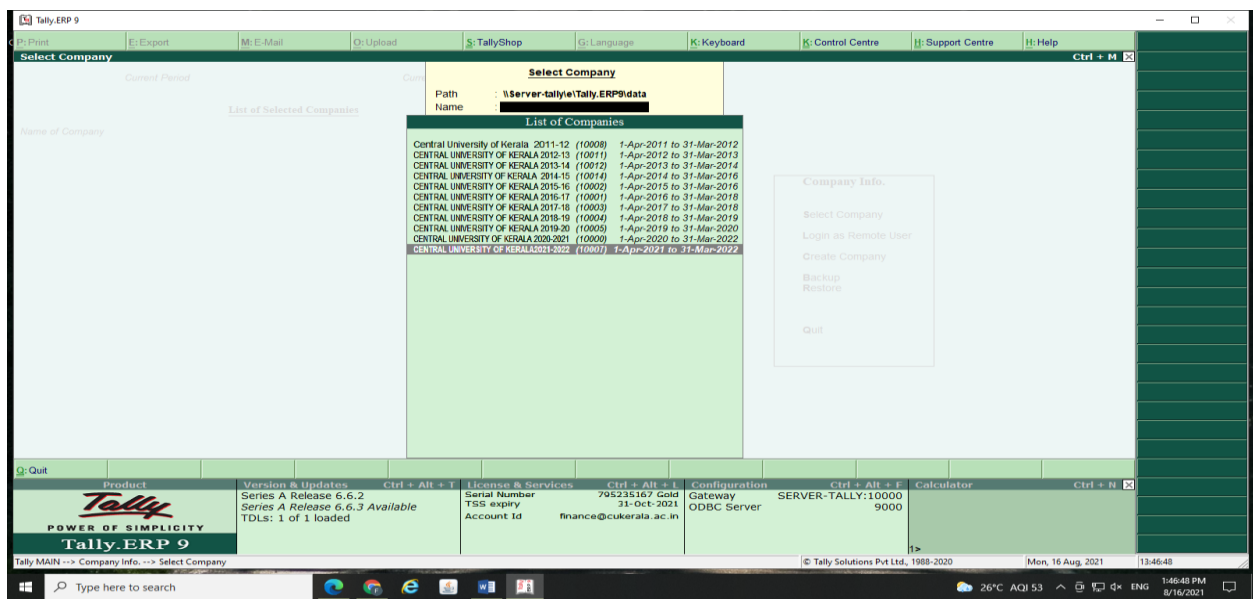 Tally.ERP 9
P: Print E: Export M: E-Mail O: Upload S: TallyShop G: Language K: Keyboard K: Control Centre H: Support Centre H: Help
Select Company Ctrl + M
Current Period
List of Selected Companies
Name of Company
Select Company
Path : \\Server-tally\e\Tally.ERP9\data
Name :
List of Companies
Central University of Kerala 2011-12 (10008) 1-Apr-2011 to 31-Mar-2012
CENTRAL UNIVERSITY OF KERALA 2012-13 (10011) 1-Apr-2012 to 31-Mar-2013
CENTRAL UNIVERSITY OF KERALA 2013-14 (10012) 1-Apr-2013 to 31-Mar-2014
CENTRAL UNIVERSITY OF KERALA 2014-15 (10014) 1-Apr-2014 to 31-Mar-2016
CENTRAL UNIVERSITY OF KERALA 2015-16 (10002) 1-Apr-2015 to 31-Mar-2016
CENTRAL UNIVERSITY OF KERALA 2016-17 (10001) 1-Apr-2016 to 31-Mar-2018
CENTRAL UNIVERSITY OF KERALA 2017-18 (10003) 1-Apr-2017 to 31-Mar-2018
CENTRAL UNIVERSITY OF KERALA 2018-19 (10004) 1-Apr-2018 to 31-Mar-2019
CENTRAL UNIVERSITY OF KERALA 2019-20 (10005) 1-Apr-2019 to 31-Mar-2020
CENTRAL UNIVERSITY OF KERALA 2020-2021 (10000) 1-Apr-2020 to 31-Mar-2022
CENTRAL UNIVERSITY OF KERALA2021-2022 (10007) 1-Apr-2021 to 31-Mar-2022
Company Info.
Select Company
Login as Remote User
Create Company
Backup
Restore
Quit
Q: Quit
Product
Tally
POWER OF SIMPLICITY
Tally.ERP 9
Version & Updates Ctrl + Alt + T
Series A Release 6.6.2
Series A Release 6.6.3 Available
TDLs: 1 of 1 loaded
License & Services Ctrl + Alt + L
Serial Number 795235167 Gold
TSS expiry 31-Oct-2021
Account Id finance@cukerala.ac.in
Configuration Ctrl + Alt + F
Gateway SERVER-TALLY:10000
ODBC Server 9000
Calculator Ctrl + N
1>
Tally MAIN --> Company Info. --> Select Company © Tally Solutions Pvt Ltd., 1988-2020 Mon, 16 Aug, 2021 13:46:48
Type here to search 26°C AQI 53 ENG 1:46:48 PM
8/16/2021